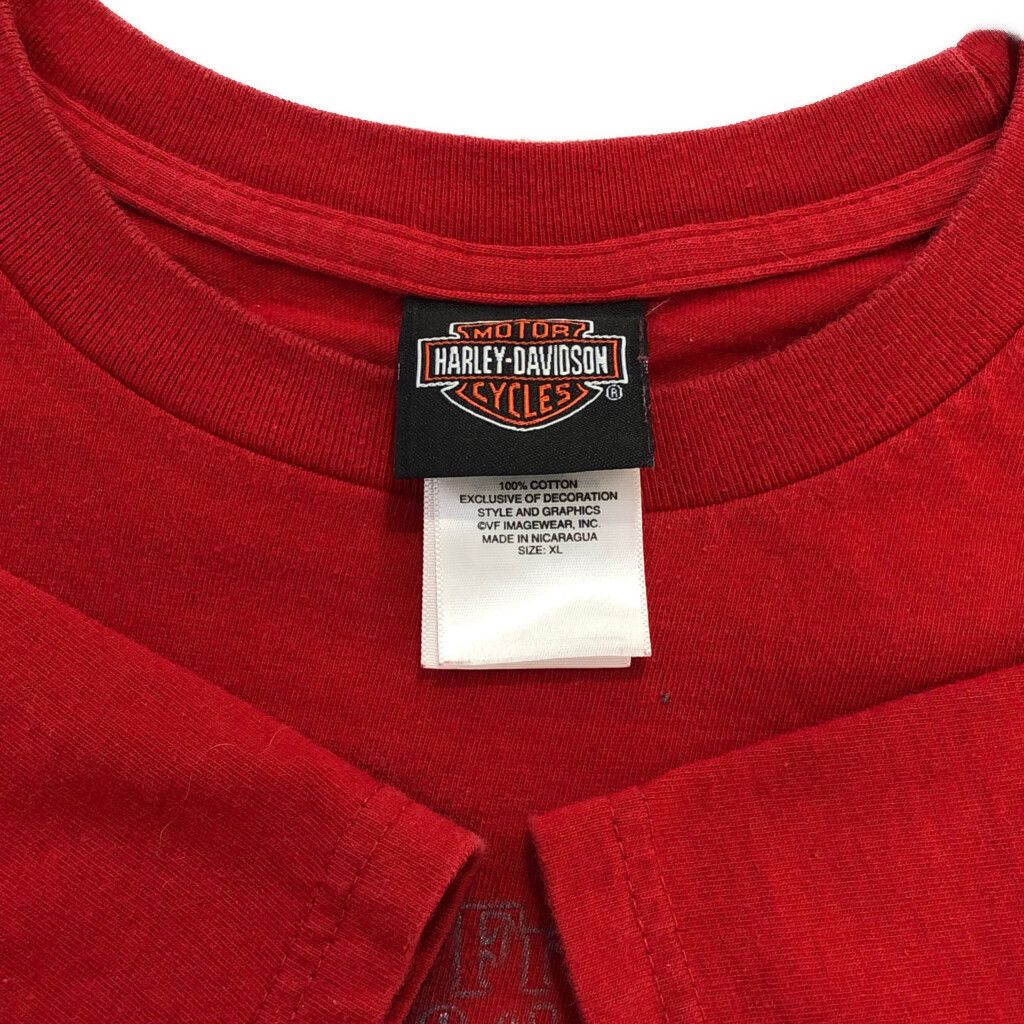 MOTOR
HARLEY-DAVIDSON
CYCLES
®
100% COTTON
EXCLUSIVE OF DECORATION
STYLE AND GRAPHICS
©VF IMAGEWEAR, INC.
MADE IN NICARAGUA
SIZE: XL